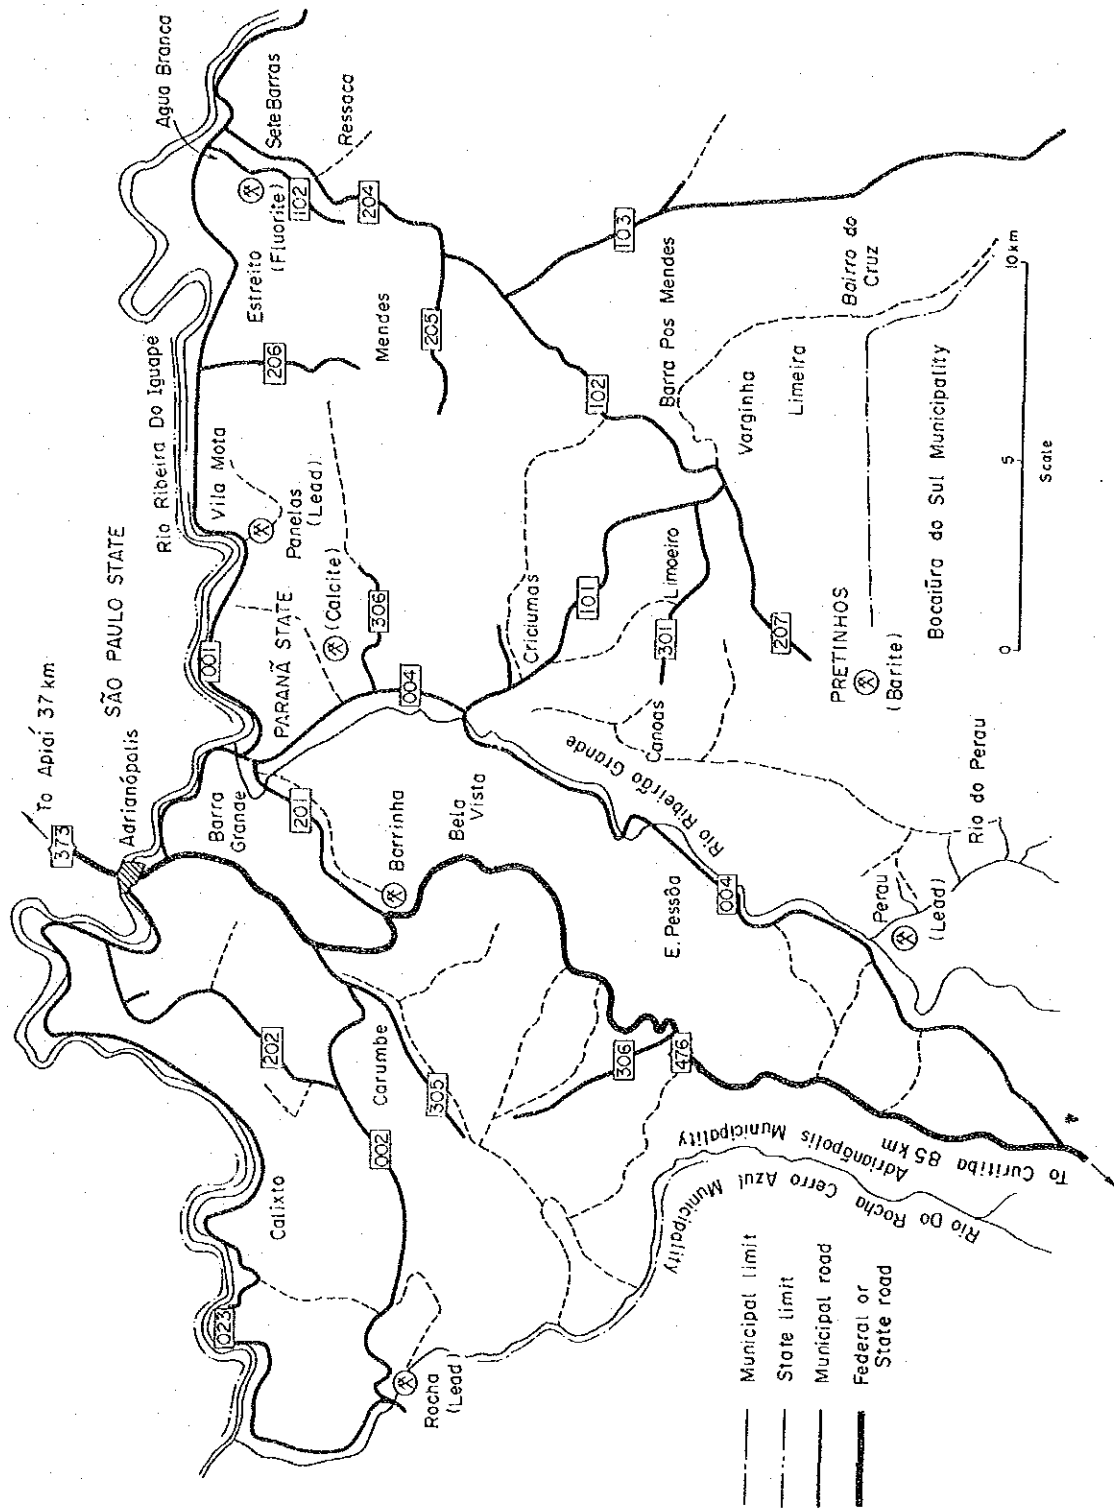 To Apiaí 37 km
373
Adrianópolis
SÃO PAULO STATE
Rio Ribeira Do Iguape
Agua Branca
Sete Barras
Ressaca
001
Vila Mota
Estreito
(Fluorite)
102
204
206
Panelas
(Lead)
PARANÃ STATE
(Calcite)
306
Mendes
205
103
Barra
Grande
201
004
Barrinha
Bela
Vista
202
Calixto
023
Carumbe
305
002
Rocha
(Lead)
Criciumas
101
102
Barra Pos Mendes
Limoeiro
301
Varginha
Limeira
Bairro do
Cruz
Canoas
207
Rio Ribeirão Grande
E. Pessôa
004
306
476
PRETINHOS
(Barite)
Perau
(Lead)
Rio do Perau
Bocaiūra do Sul Municipality
0
5
10 km
Scale
Adrianōpolis Municipality
To Curitiba 85 km
Cerro Azul Municipality
Rio Do Rocha
Municipal limit
State limit
Municipal road
Federal or
State road